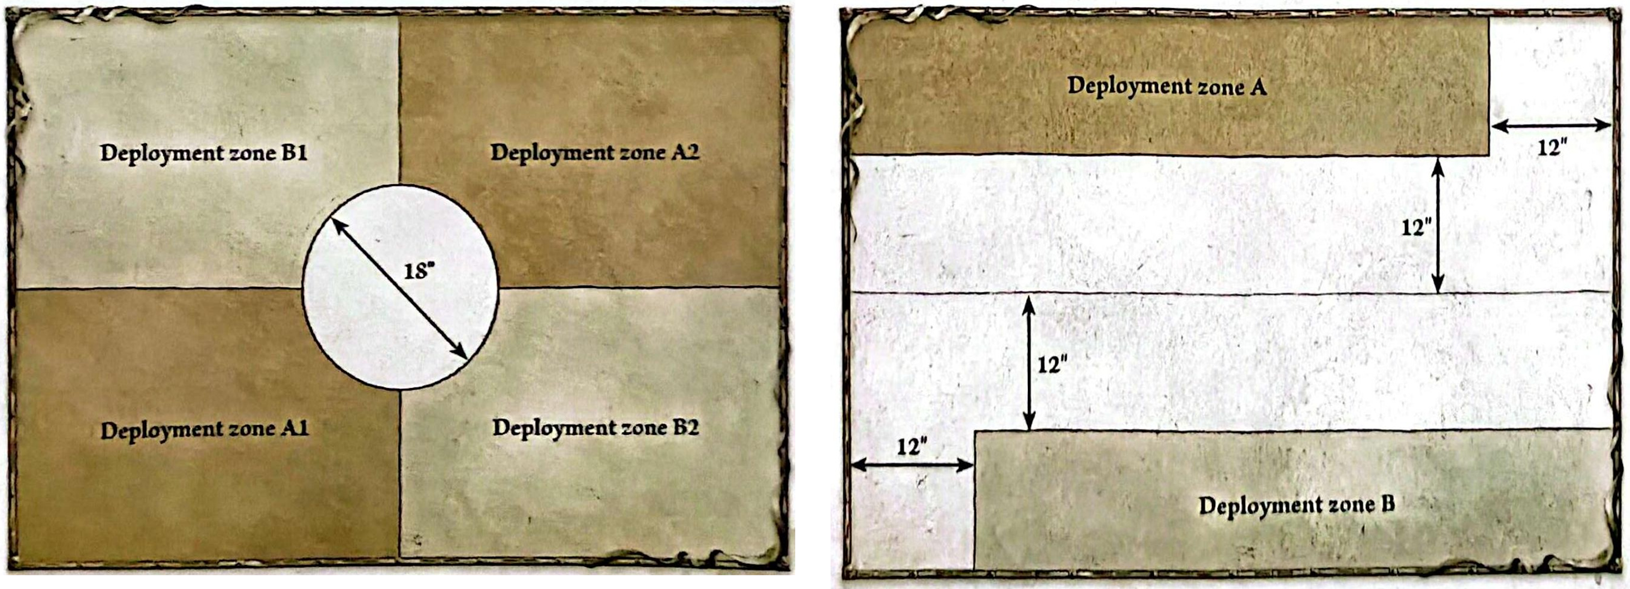 Deployment zone B1
Deployment zone A2
18"
Deployment zone A1
Deployment zone B2
Deployment zone A
12"
12"
12"
12"
Deployment zone B